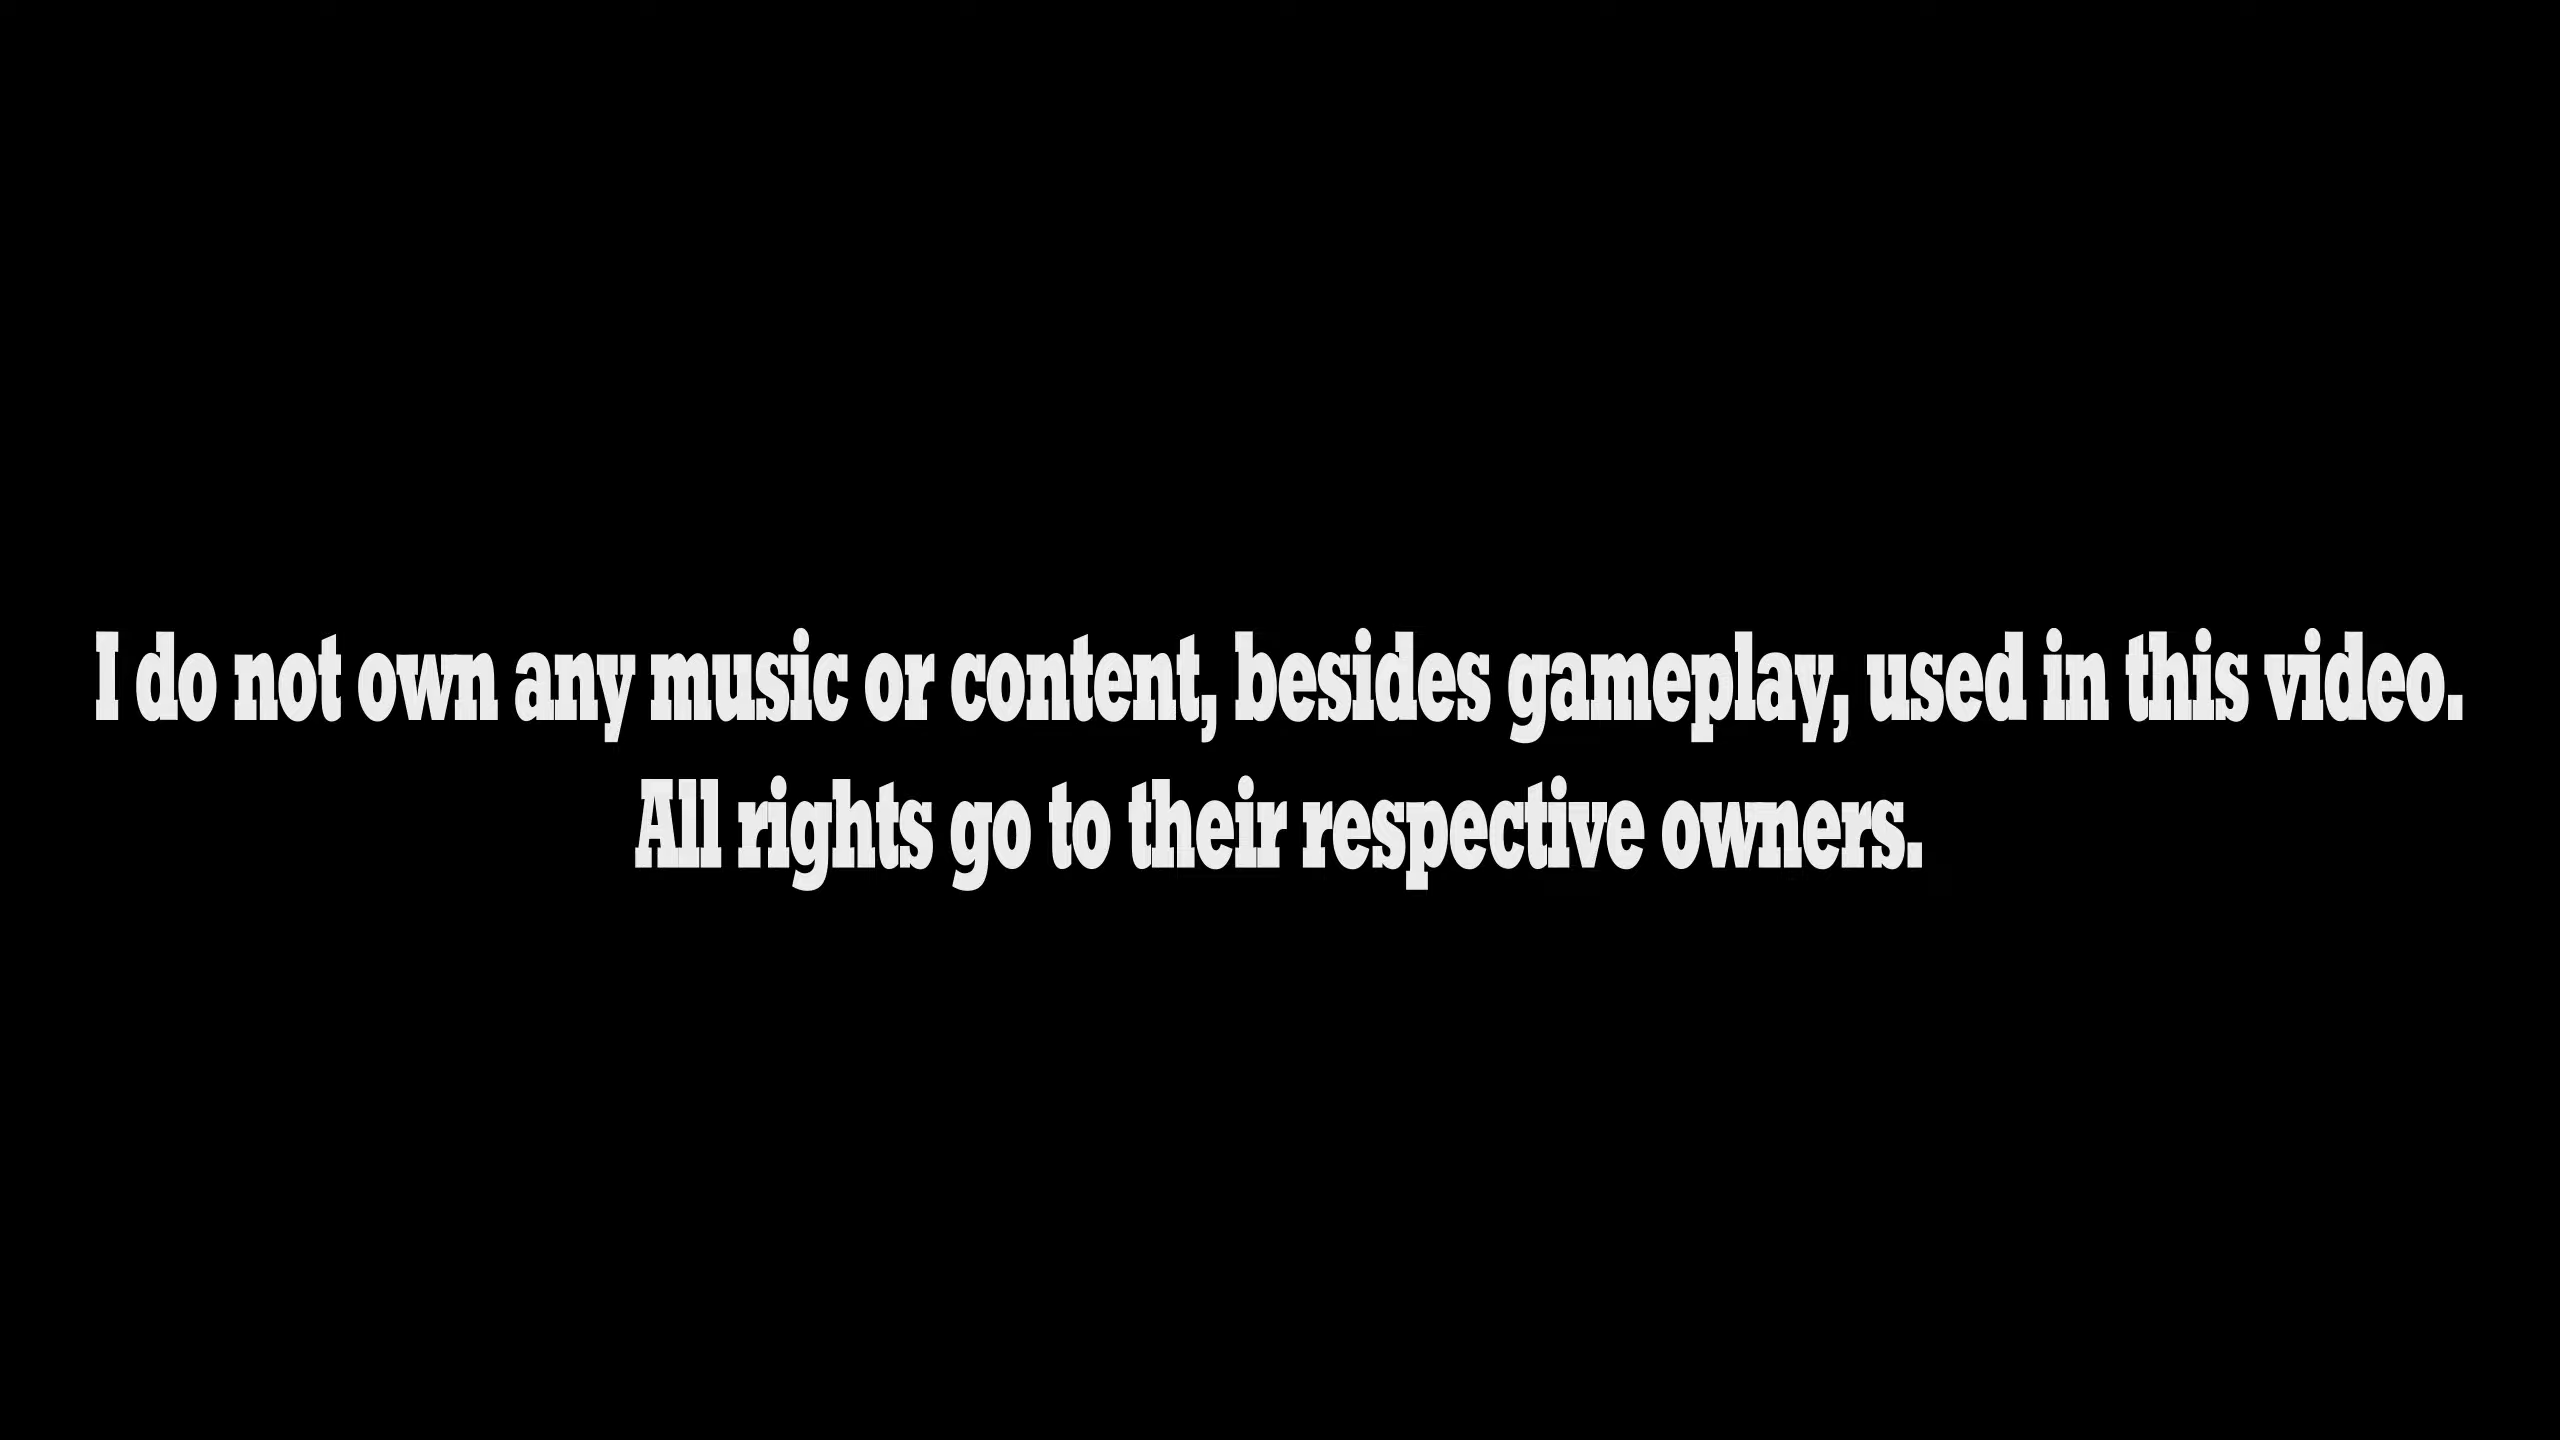 I do not own any music or content, besides gameplay, used in this video.
All rights go to their respective owners.